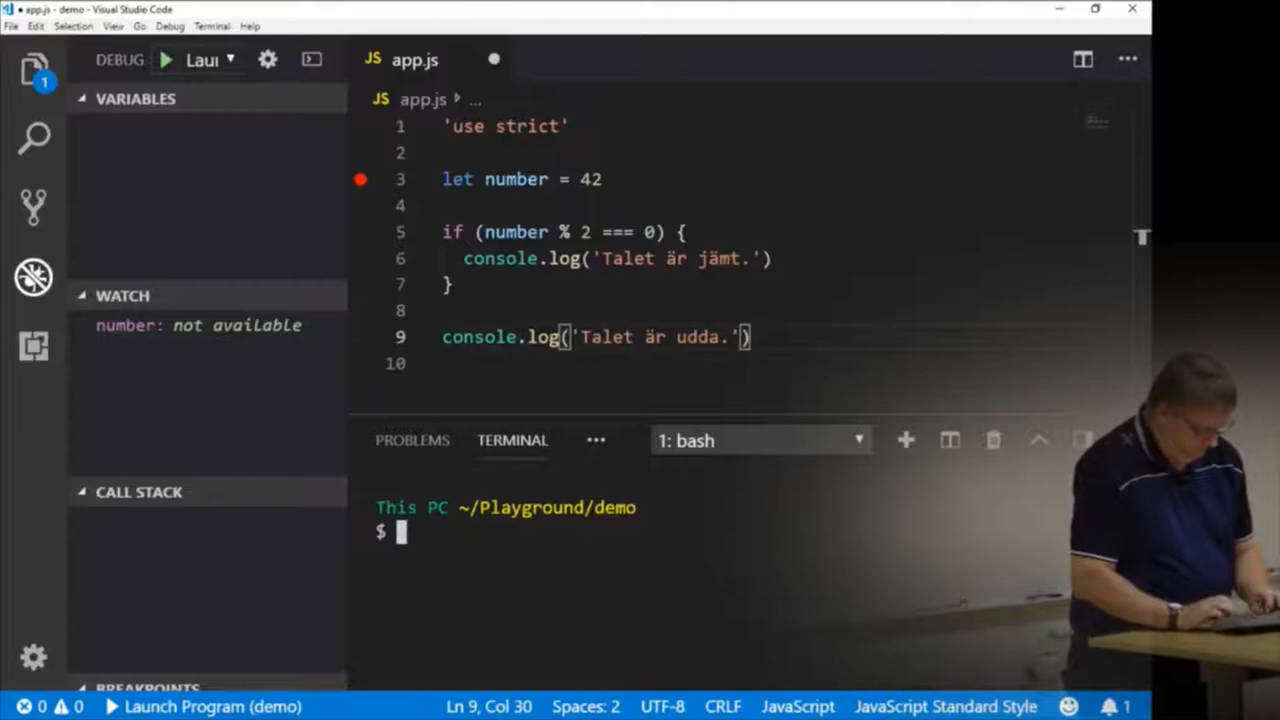 app.js - demo - Visual Studio Code
File Edit Selection View Go Debug Terminal Help
DEBUG Laur
app.js
1
VARIABLES
app.js ...
1 'use strict'
2
3 let number = 42
4
5 if (number % 2 === 0) {
6 console.log('Talet är jämt.')
7 }
8
9 console.log('Talet är udda.')
10
WATCH
number: not available
PROBLEMS TERMINAL ... 1: bash
CALL STACK
This PC ~/Playground/demo
$
BREAKPOINTS
0 0 Launch Program (demo) Ln 9, Col 30 Spaces: 2 UTF-8 CRLF JavaScript JavaScript Standard Style 1